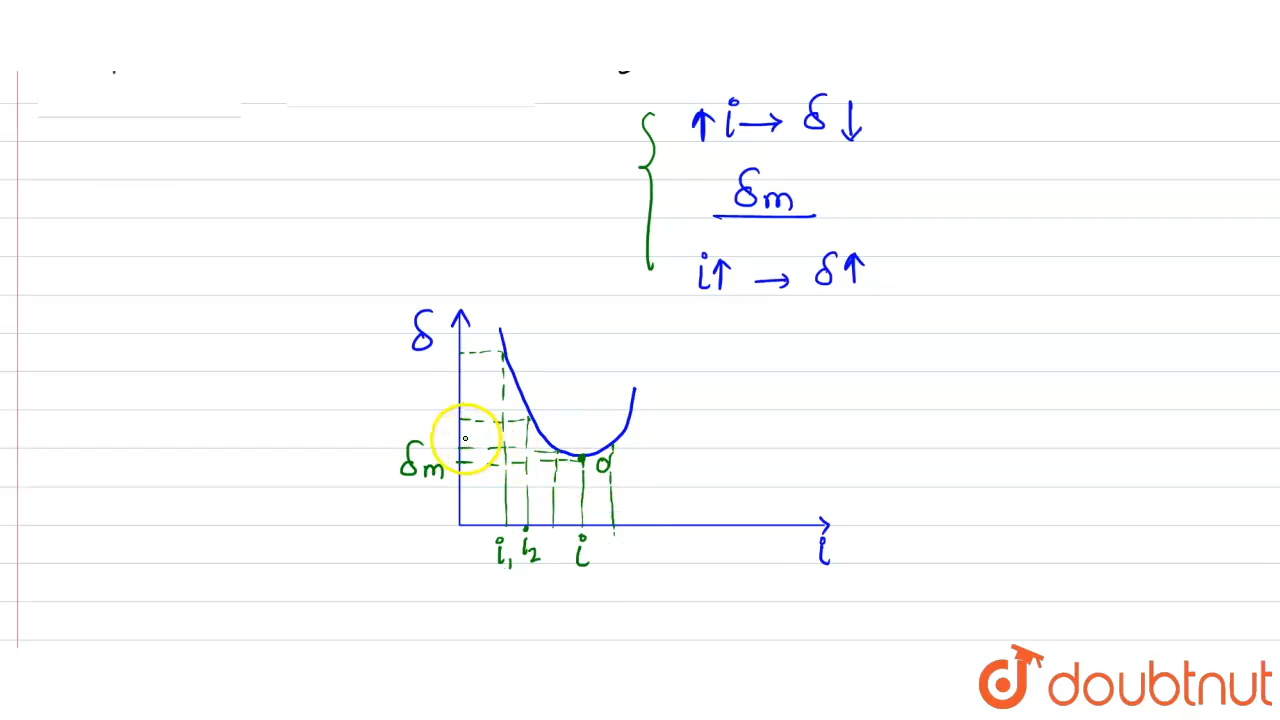 ↑ i → δ ↓
δm
i↑ → δ↑
δ
δm
o
i₁ i₂ i
i
doubtnut